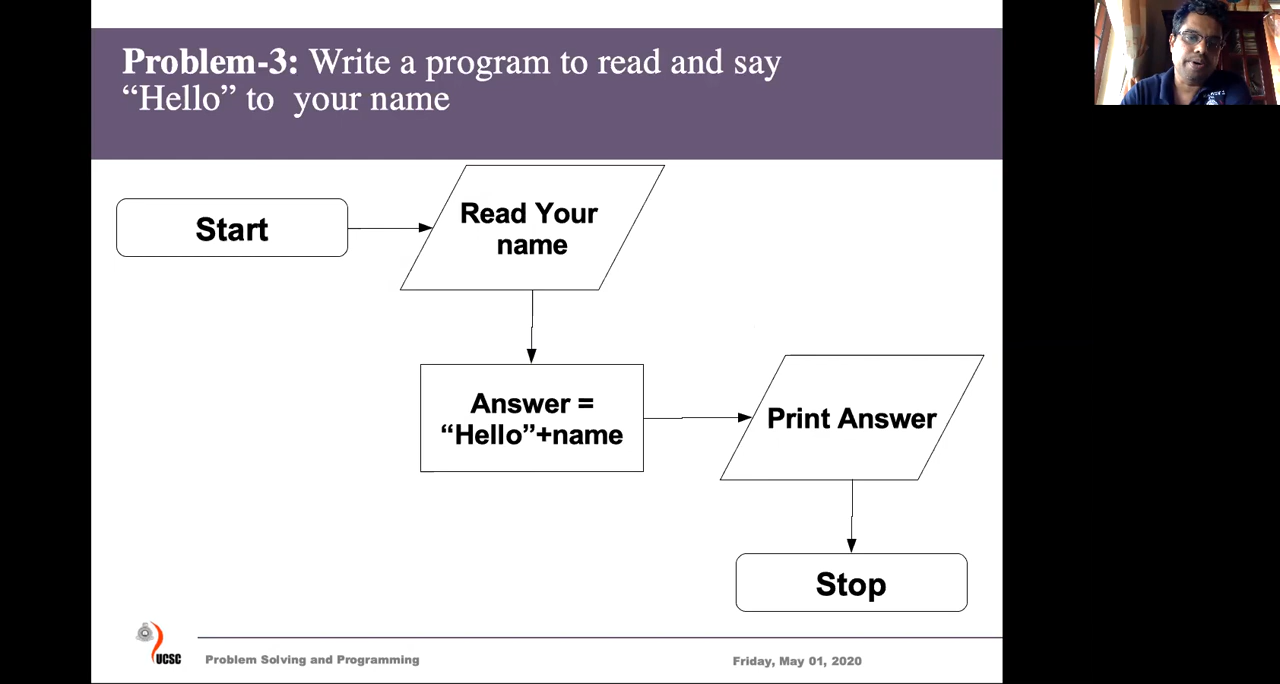 Problem-3: Write a program to read and say
“Hello” to  your name
Start
Read Your
name
Answer =
“Hello”+name
Print Answer
Stop
UCSC
Problem Solving and Programming
Friday, May 01, 2020